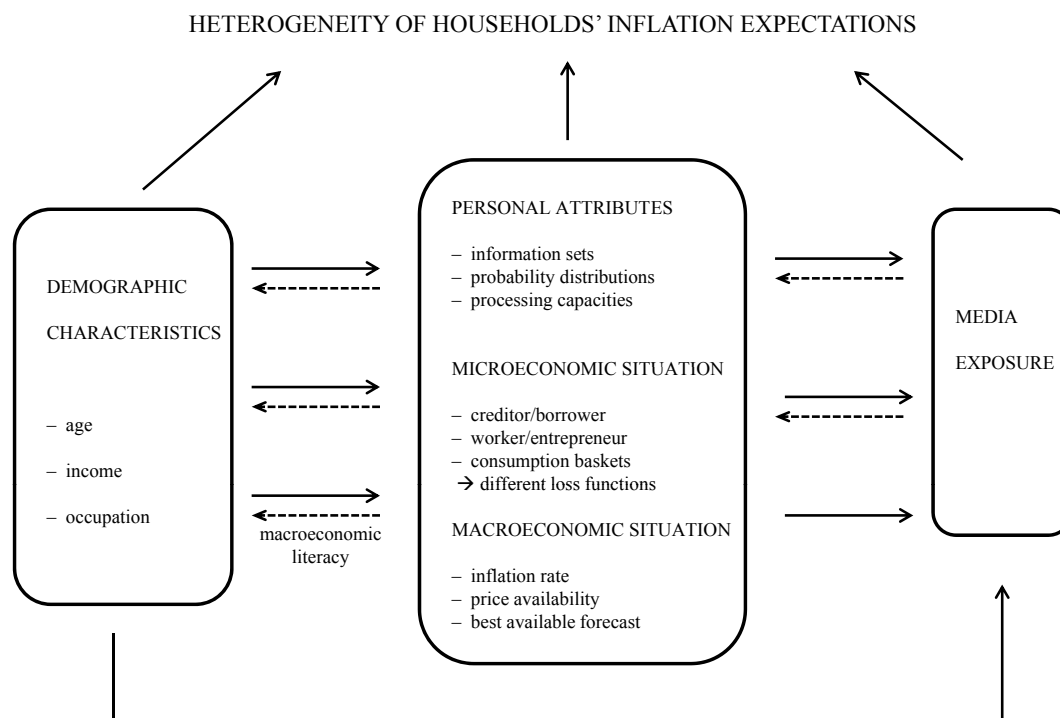 HETEROGENEITY OF HOUSEHOLDS’ INFLATION EXPECTATIONS
DEMOGRAPHIC
CHARACTERISTICS
– age
– income
– occupation
macroeconomic
literacy
PERSONAL ATTRIBUTES
– information sets
– probability distributions
– processing capacities
MICROECONOMIC SITUATION
– creditor/borrower
– worker/entrepreneur
– consumption baskets
→ different loss functions
MACROECONOMIC SITUATION
– inflation rate
– price availability
– best available forecast
MEDIA
EXPOSURE